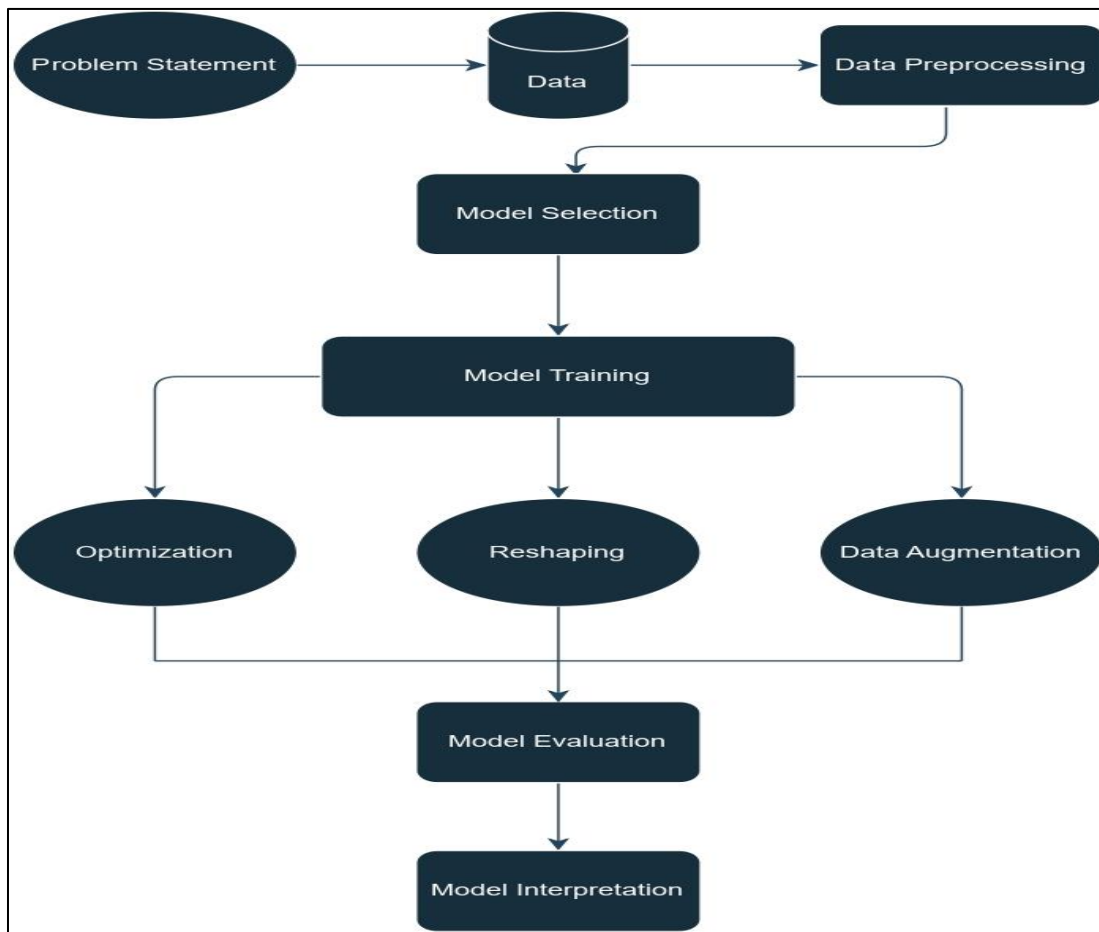 Problem Statement
Data
Data Preprocessing
Model Selection
Model Training
Optimization
Reshaping
Data Augmentation
Model Evaluation
Model Interpretation